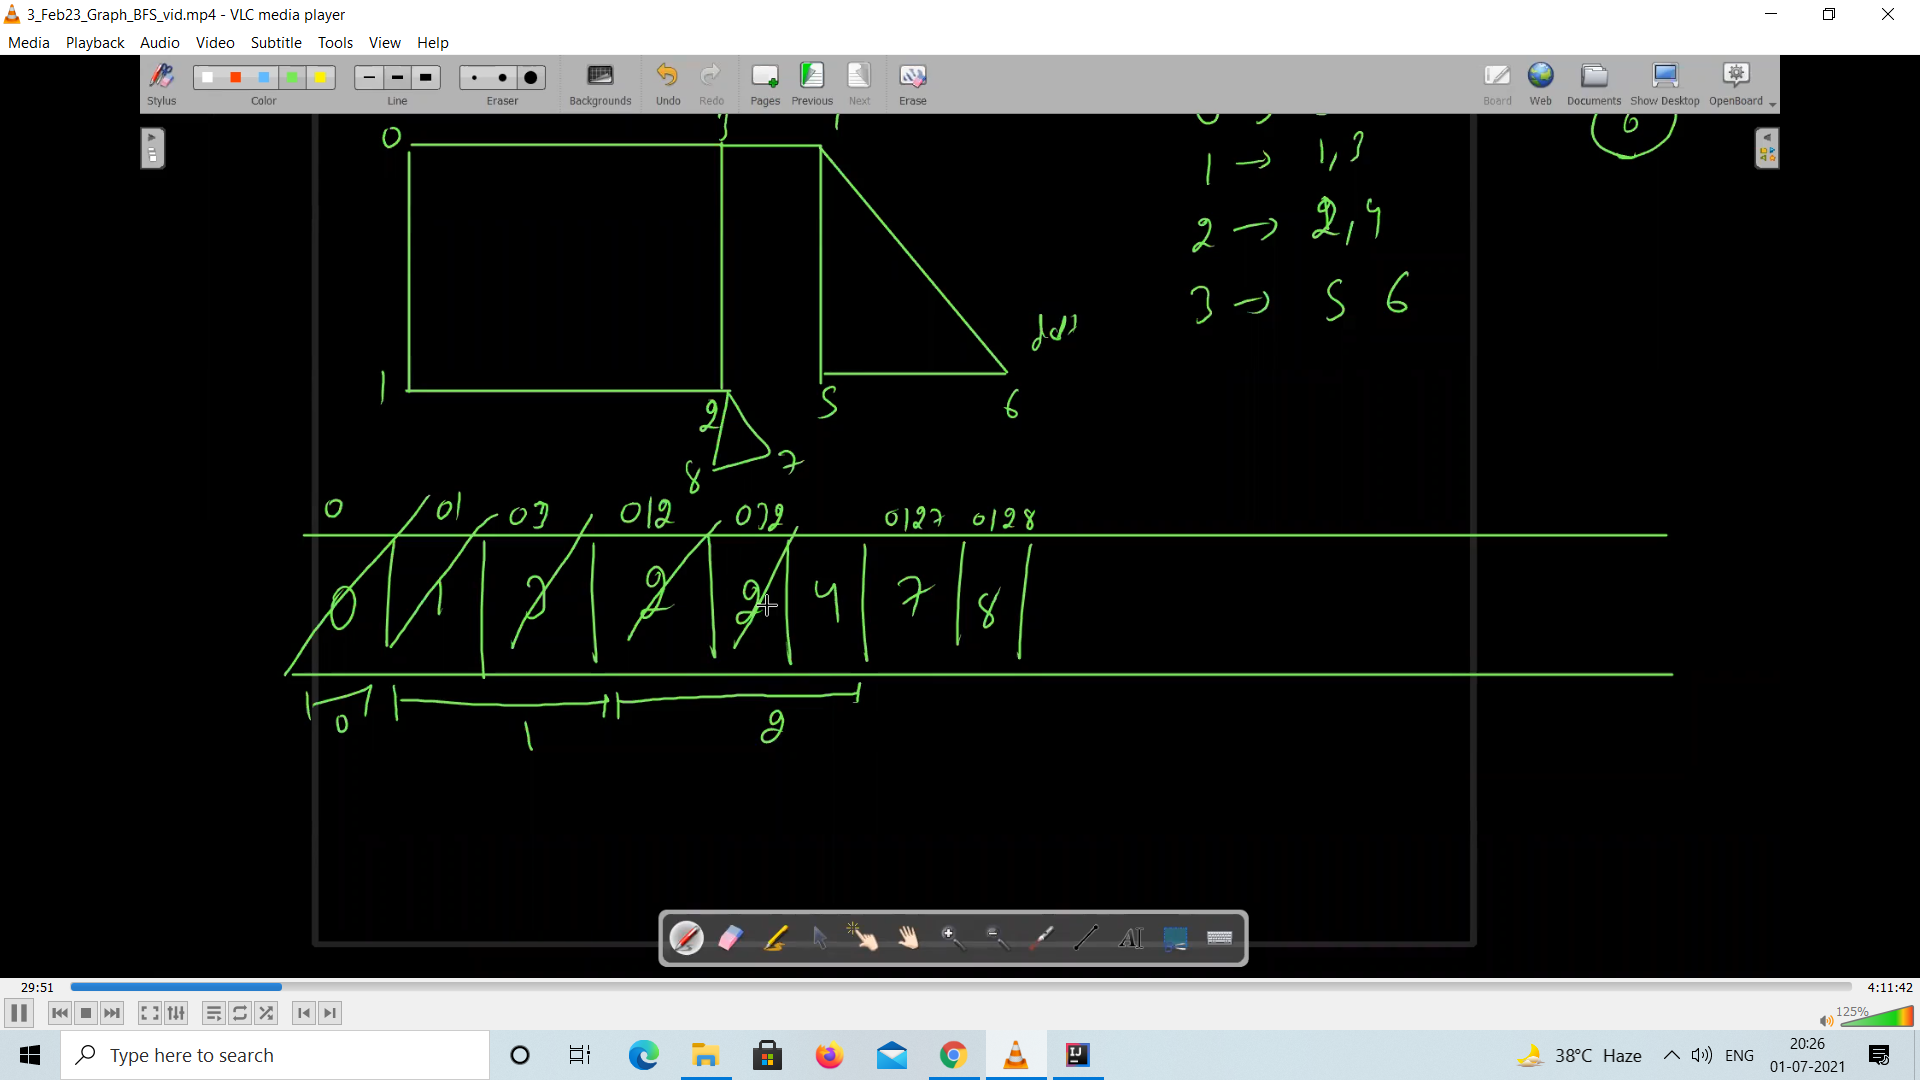 3_Feb23_Graph_BFS_vid.mp4 - VLC media player
Media Playback Audio Video Subtitle Tools View Help
Stylus Color Line Eraser Backgrounds Undo Redo Pages Previous Next Erase Board Web Documents Show Desktop OpenBoard
0 3
6
1 → 1,3
2 → 2,4
3 → 5 6
1 2 5 6
8 7
0 01 03 012 032 0127 0128
0 1 3 2 2 4 7 8
0 1 2
29:51 4:11:42
125%
Type here to search
38°C Haze ENG 20:26
01-07-2021